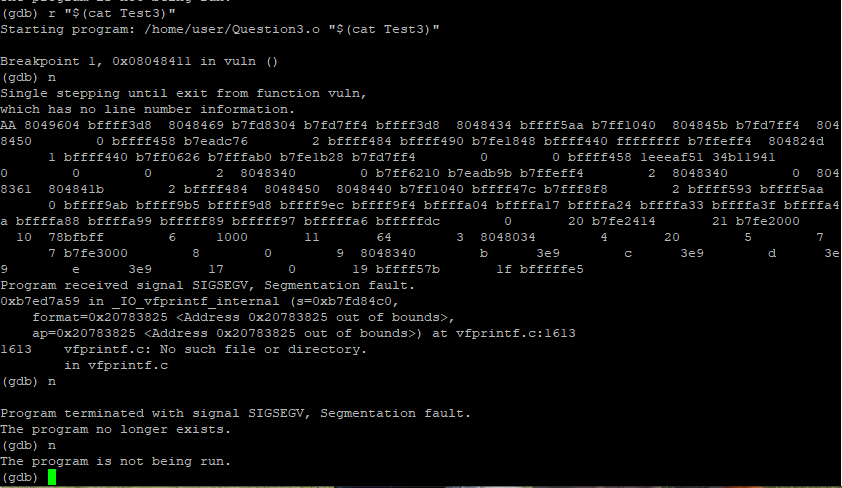 The program is not being run.
(gdb) r "$(cat Test3)"
Starting program: /home/user/Question3.o "$(cat Test3)"
Breakpoint 1, 0x08048411 in vuln ()
(gdb) n
Single stepping until exit from function vuln,
which has no line number information.
AA 8049604 bffff3d8  8048469 b7fd8304 b7fd7ff4 bffff3d8  8048434 bffff5aa b7ff1040  804845b b7fd7ff4  804
8450        0 bffff458 b7eadc76        2 bffff484 bffff490 b7fe1848 bffff440 ffffffff b7ffeff4  804824d
      1 bffff440 b7ff0626 b7fffab0 b7fe1b28 b7fd7ff4        0        0 bffff458 1eeeaf51 34b11941
     0        0        0        2  8048340        0 b7ff6210 b7eadb9b b7ffeff4        2  8048340        0  804
8361  804841b        2 bffff484  8048450  8048440 b7ff1040 bffff47c b7fff8f8        2 bffff593 bffff5aa
   0 bffff9ab bffff9b5 bffff9d8 bffff9ec bffff9f4 bffffa04 bffffa17 bffffa24 bffffa33 bffffa3f bffffa4
a bffffa88 bffffa99 bfffff89 bfffff97 bfffffa6 bfffffdc        0       20 b7fe2414       21 b7fe2000
  10  78bfbff        6     1000       11       64        3  8048034        4       20        5        7
      7 b7fe3000        8        0        9  8048340        b      3e9        c      3e9        d      3e
9        e      3e9       17        0       19 bffff57b       1f bfffffe5
Program received signal SIGSEGV, Segmentation fault.
0xb7ed7a59 in _IO_vfprintf_internal (s=0xb7fd84c0,
    format=0x20783825 <Address 0x20783825 out of bounds>,
    ap=0x20783825 <Address 0x20783825 out of bounds>) at vfprintf.c:1613
1613    vfprintf.c: No such file or directory.
        in vfprintf.c
(gdb) n
Program terminated with signal SIGSEGV, Segmentation fault.
The program no longer exists.
(gdb) n
The program is not being run.
(gdb)